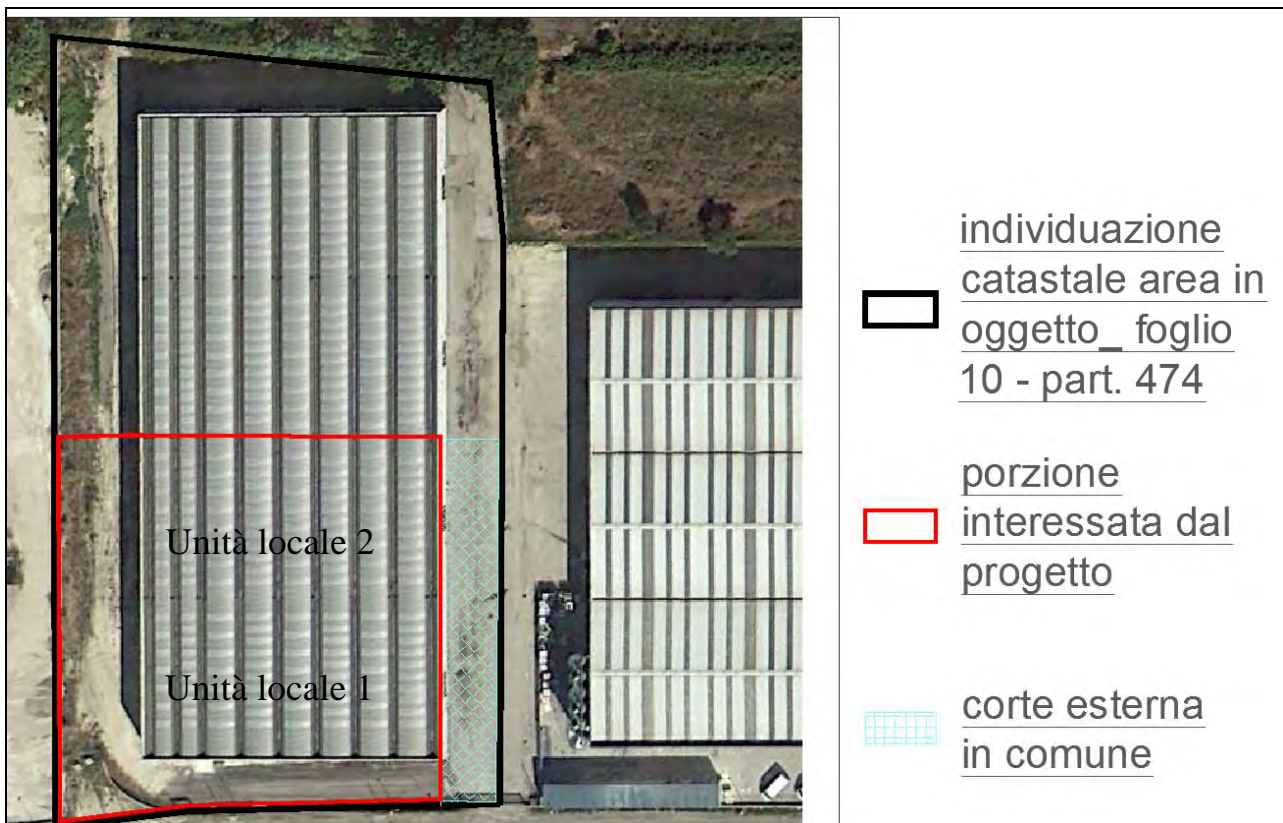 Unità locale 2
Unità locale 1
individuazione
catastale area in
oggetto_ foglio
10 - part. 474
porzione
interessata dal
progetto
corte esterna
in comune